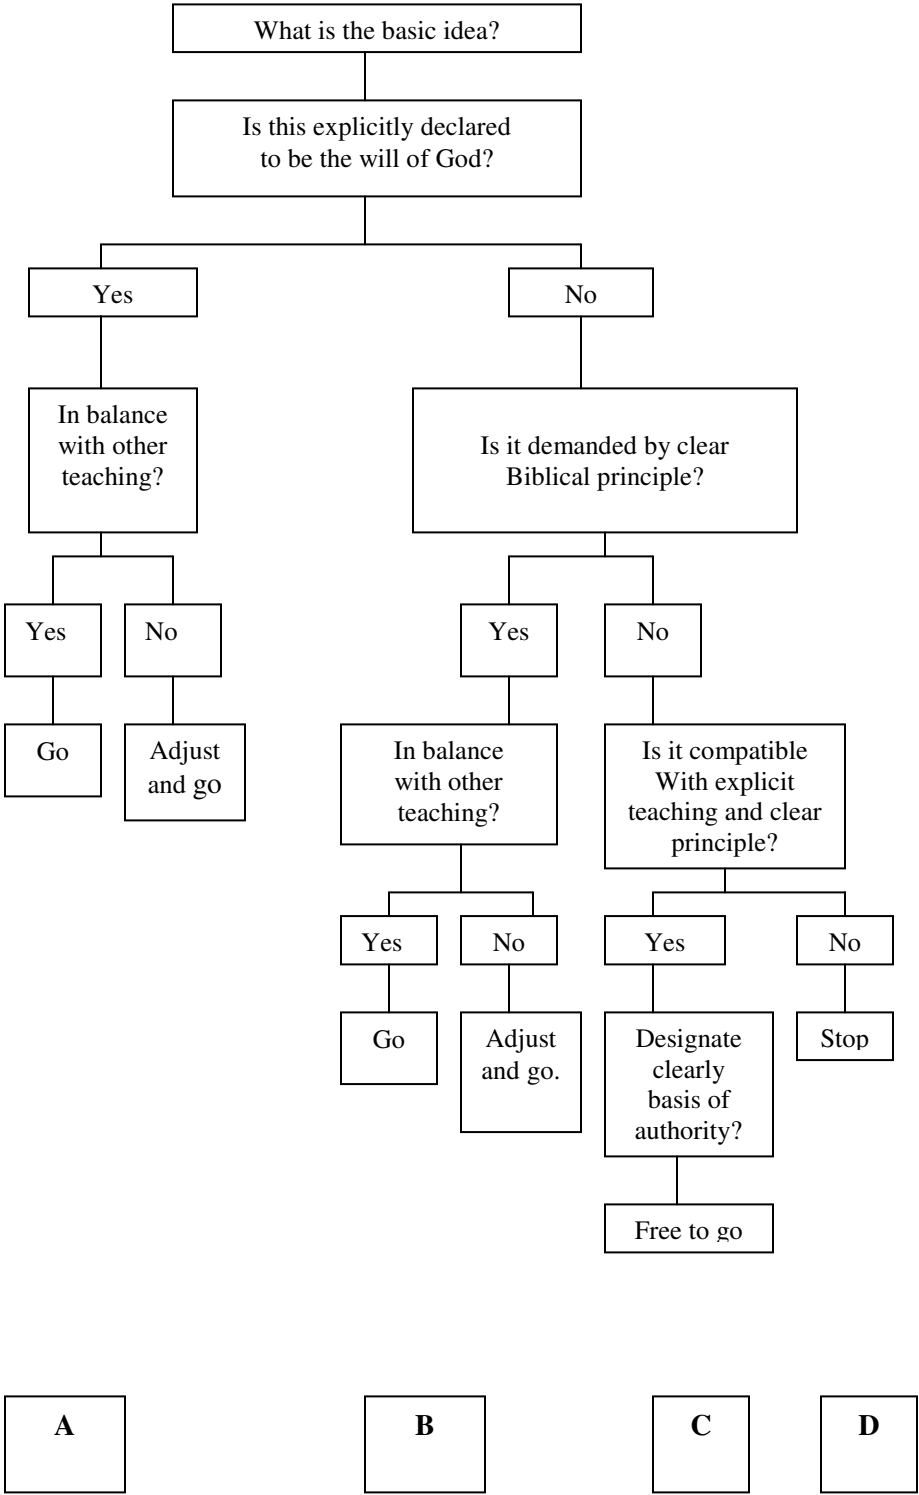 What is the basic idea?
Is this explicitly declared
to be the will of God?
Yes
No
In balance
with other
teaching?
Is it demanded by clear
Biblical principle?
Yes
No
Yes
No
Go
Adjust
and go
In balance
with other
teaching?
Is it compatible
With explicit
teaching and clear
principle?
Yes
No
Yes
No
Go
Adjust
and go.
Designate
clearly
basis of
authority?
Stop
Free to go
A
B
C
D